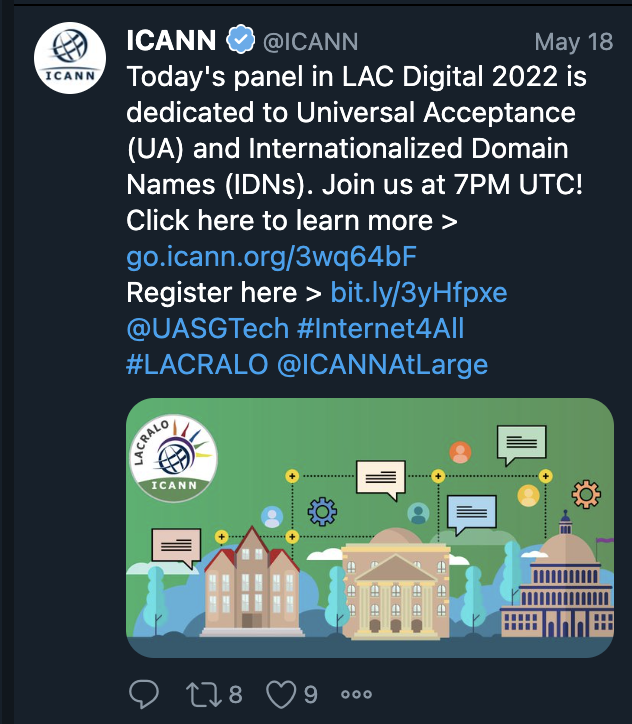 ICANN @ICANN May 18
ICANN
Today's panel in LAC Digital 2022 is
dedicated to Universal Acceptance
(UA) and Internationalized Domain
Names (IDNs). Join us at 7PM UTC!
Click here to learn more >
go.icann.org/3wq64bF
Register here > bit.ly/3yHfpxe
@UASGTech #Internet4All
#LACRALO @ICANNAtLarge
LACRALO
ICANN
8 9